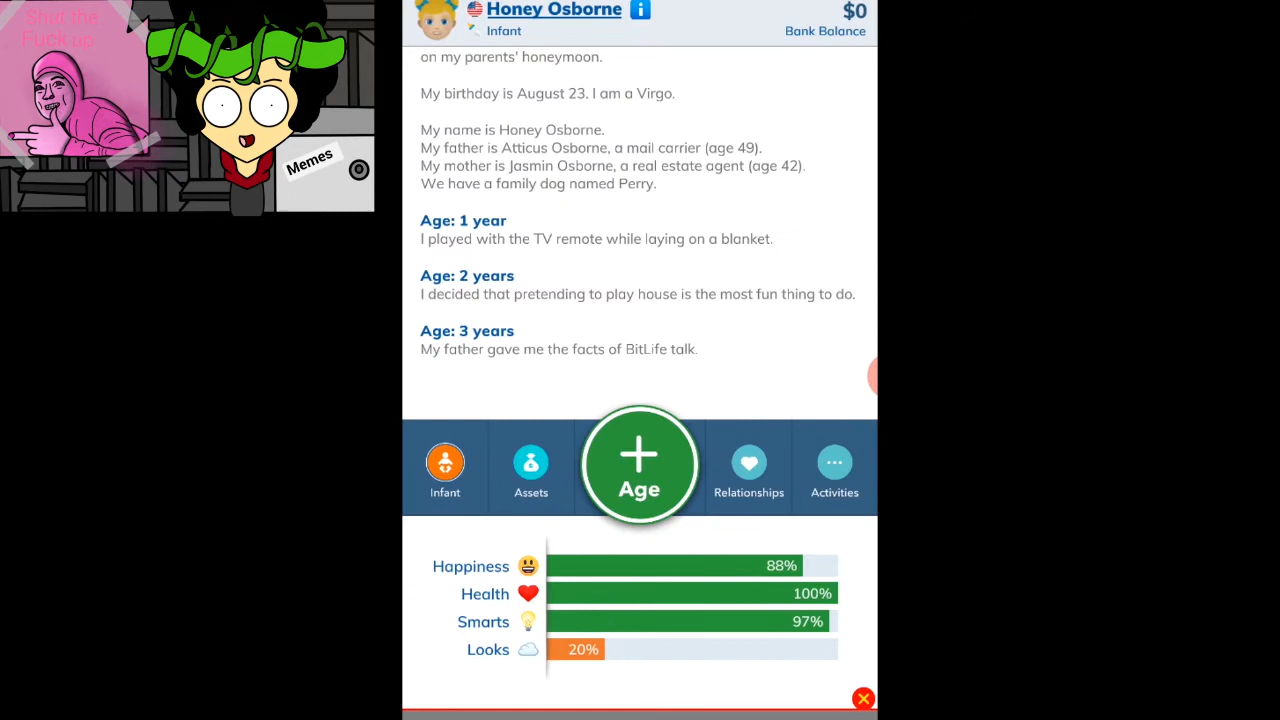 Shut the
Fuck up
Memes
Honey Osborne i
Infant
$0
Bank Balance
on my parents' honeymoon.
My birthday is August 23. I am a Virgo.
My name is Honey Osborne.
My father is Atticus Osborne, a mail carrier (age 49).
My mother is Jasmin Osborne, a real estate agent (age 42).
We have a family dog named Perry.
Age: 1 year
I played with the TV remote while laying on a blanket.
Age: 2 years
I decided that pretending to play house is the most fun thing to do.
Age: 3 years
My father gave me the facts of BitLife talk.
Infant
Assets
Age
Relationships
Activities
Happiness 88%
Health 100%
Smarts 97%
Looks 20%